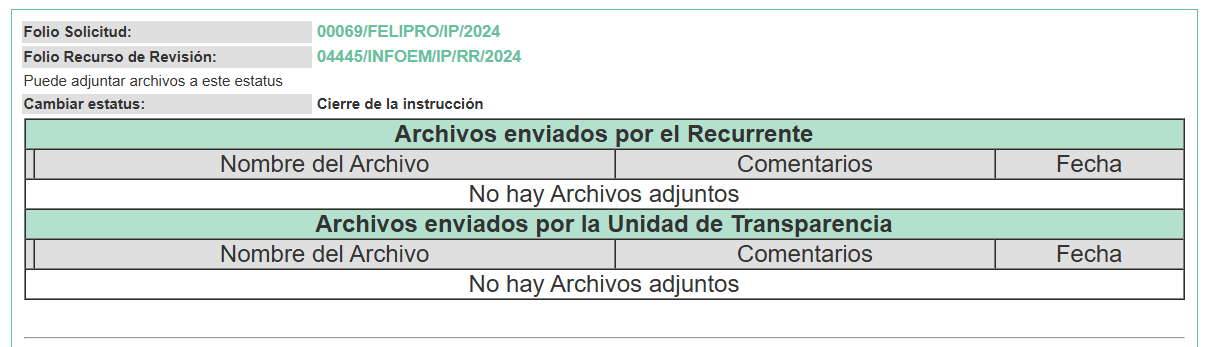 Folio Solicitud: 00069/FELIPRO/IP/2024
Folio Recurso de Revisión: 04445/INFOEM/IP/RR/2024
Puede adjuntar archivos a este estatus
Cambiar estatus: Cierre de la instrucción
Archivos enviados por el Recurrente
Nombre del Archivo Comentarios Fecha
No hay Archivos adjuntos
Archivos enviados por la Unidad de Transparencia
Nombre del Archivo Comentarios Fecha
No hay Archivos adjuntos